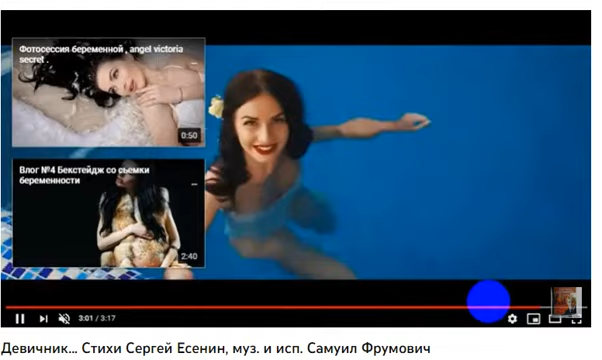 Фотосессия беременной , angel victoria
secret .
0:50
Влог №4 Бекстейдж со съемки
беременности
2:40
3:01 / 3:17
Девичник... Стихи Сергей Есенин, муз. и исп. Самуил Фрумович